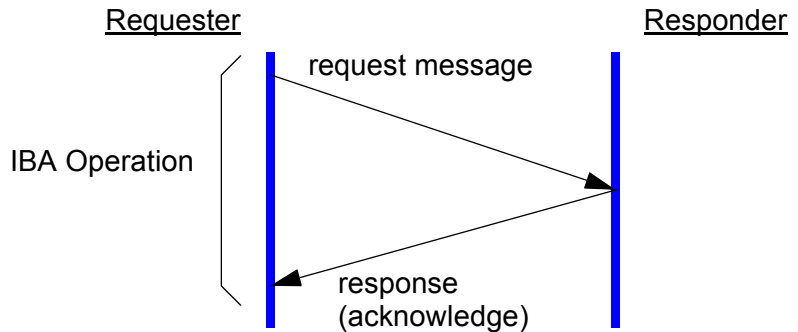 Requester
Responder
request message
IBA Operation
response
(acknowledge)